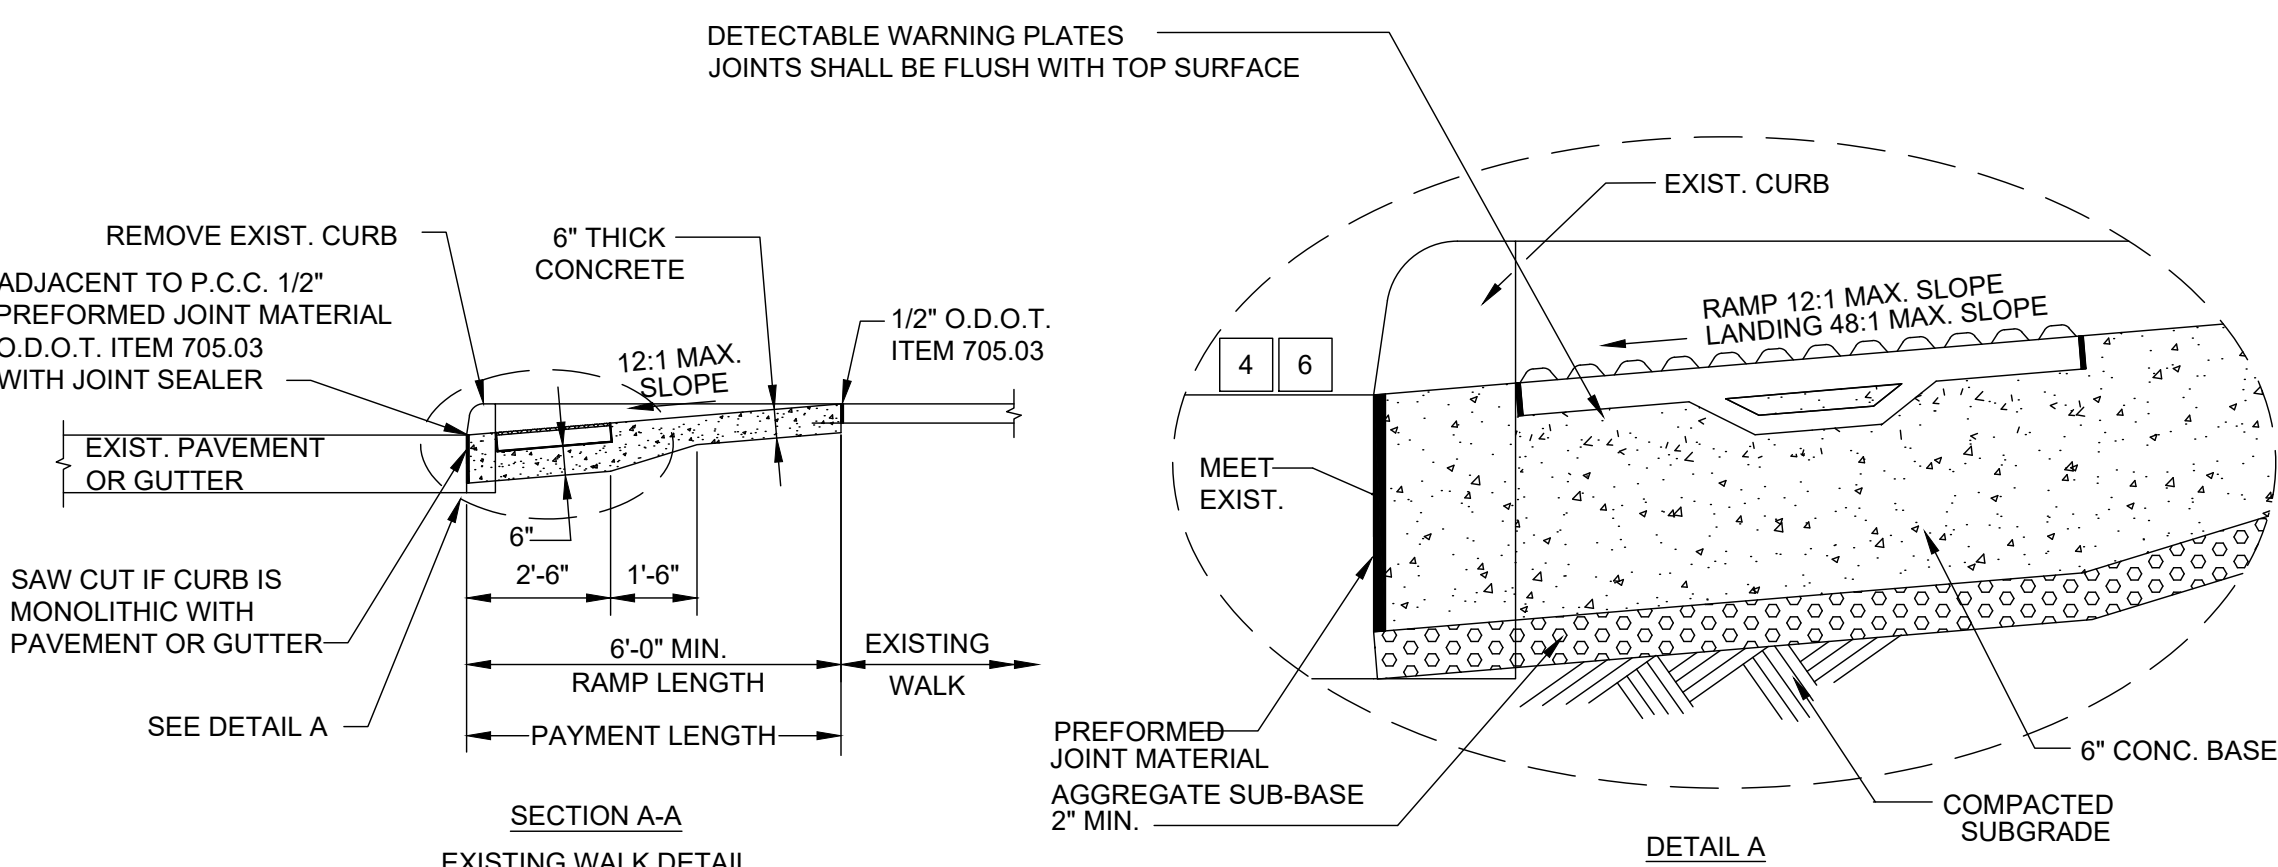 DETECTABLE WARNING PLATES
JOINTS SHALL BE FLUSH WITH TOP SURFACE
REMOVE EXIST. CURB
ADJACENT TO P.C.C. 1/2"
PREFORMED JOINT MATERIAL
O.D.O.T. ITEM 705.03
WITH JOINT SEALER
6" THICK
CONCRETE
12:1 MAX.
SLOPE
1/2" O.D.O.T.
ITEM 705.03
EXIST. PAVEMENT
OR GUTTER
6"
2'-6"
1'-6"
SAW CUT IF CURB IS
MONOLITHIC WITH
PAVEMENT OR GUTTER
6'-0" MIN.
RAMP LENGTH
EXISTING
WALK
SEE DETAIL A
PAYMENT LENGTH
SECTION A-A
EXISTING WALK DETAIL
EXIST. CURB
RAMP 12:1 MAX. SLOPE
LANDING 48:1 MAX. SLOPE
4 6
MEET
EXIST.
PREFORMED
JOINT MATERIAL
AGGREGATE SUB-BASE
2" MIN.
6" CONC. BASE
COMPACTED
SUBGRADE
DETAIL A